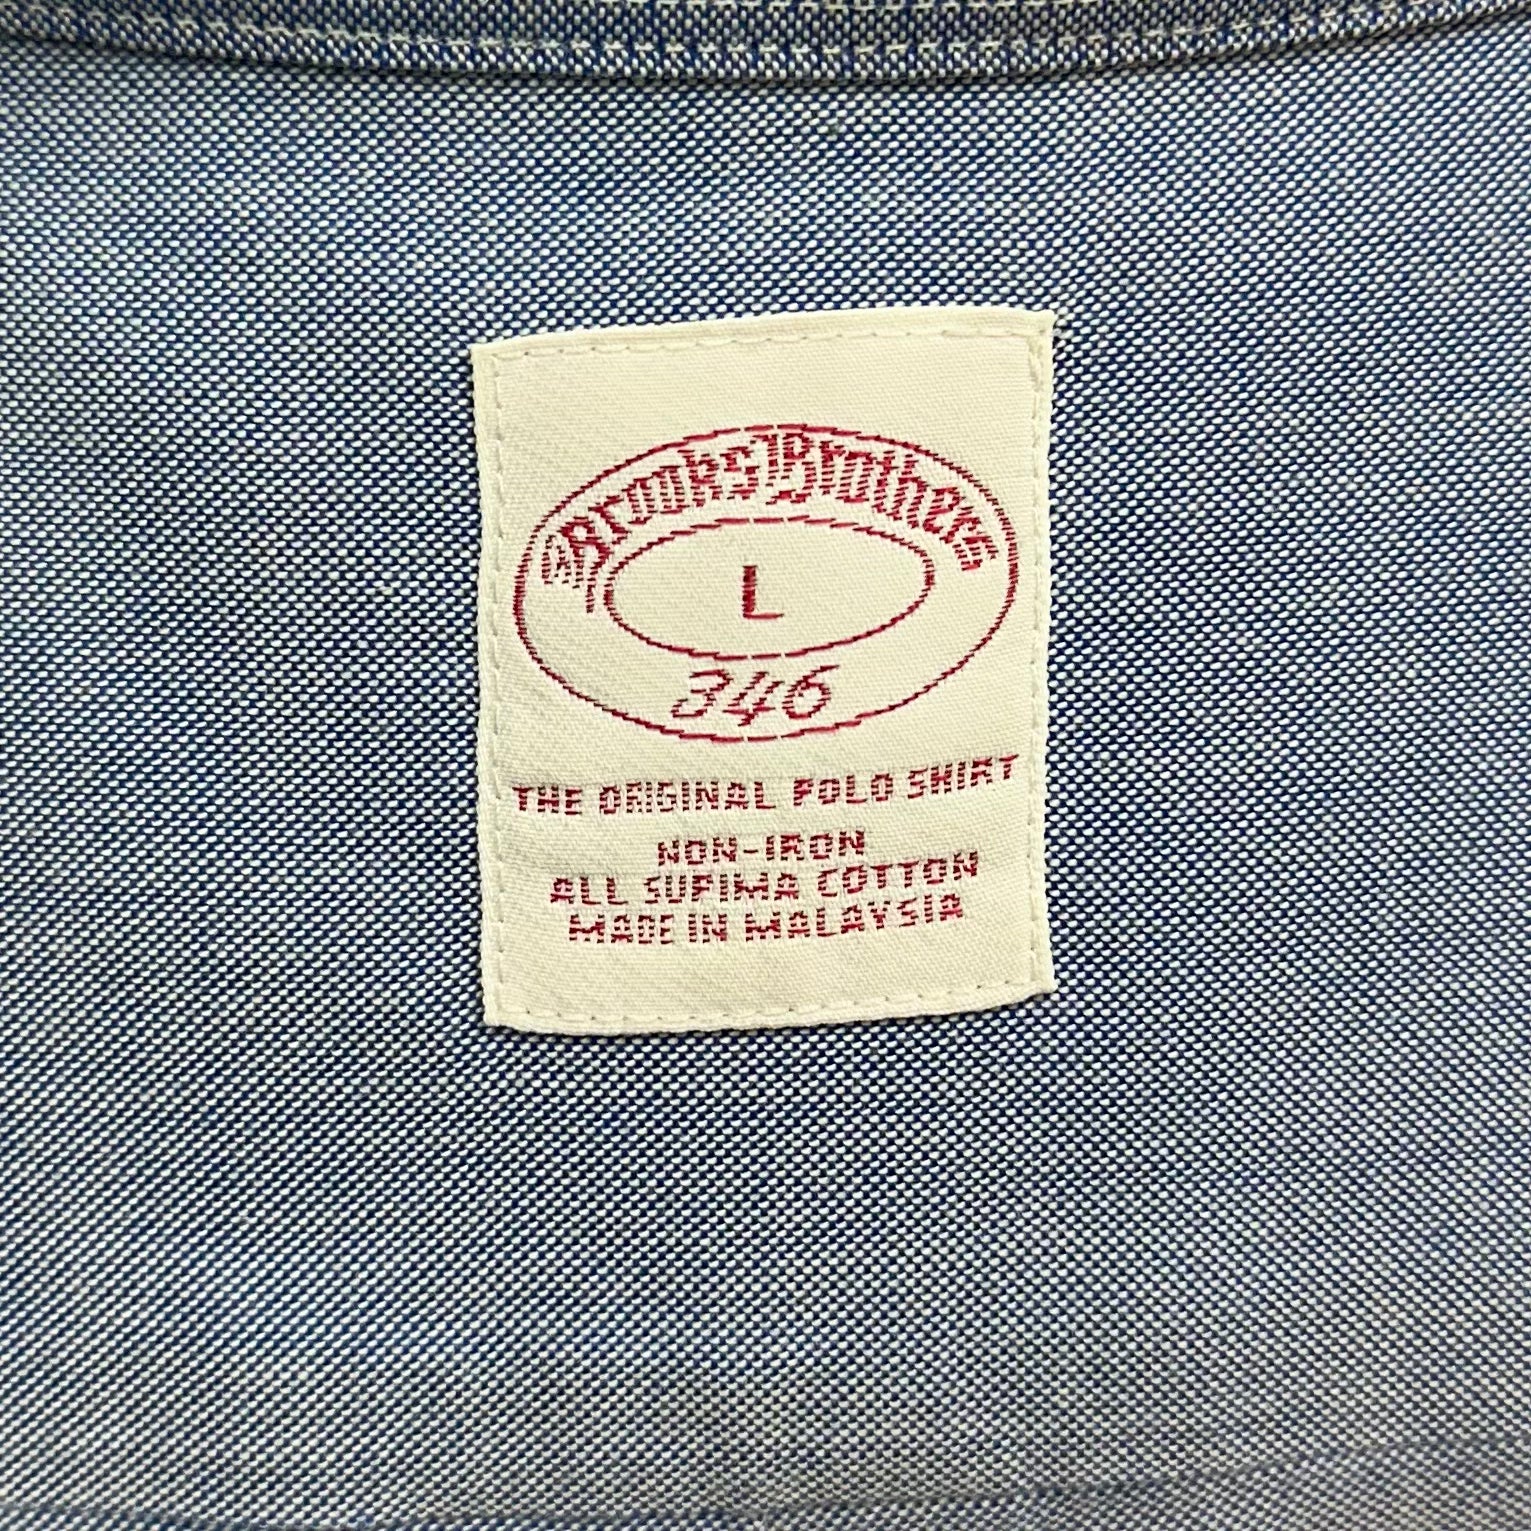 Brooks Brothers
L
346
THE ORIGINAL POLO SHIRT
NON-IRON
ALL SUPIMA COTTON
MADE IN MALAYSIA